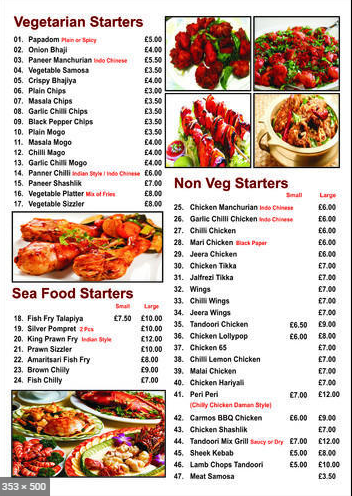 Vegetarian Starters
01. Papadom Plain or Spicy £5.00
02. Onion Bhaji £4.00
03. Paneer Manchurian Indo Chinese £5.50
04. Vegetable Samosa £3.50
05. Crispy Bhajiya £4.00
06. Plain Chips £3.00
07. Masala Chips £3.50
08. Garlic Chilli Chips £3.50
09. Black Pepper Chips £3.50
10. Plain Mogo £3.50
11. Masala Mogo £4.00
12. Chilli Mogo £4.00
13. Garlic Chilli Mogo £4.00
14. Panner Chilli Indian Style / Indo Chinese £6.00
15. Paneer Shashlik £7.00
16. Vegetable Platter Mix of Fries £8.00
17. Vegetable Sizzler £8.00
Sea Food Starters
Small Large
18. Fish Fry Talapiya £7.50 £10.00
19. Silver Pompret 2 Pcs £10.00
20. King Prawn Fry Indian Style £12.00
21. Prawn Sizzler £10.00
22. Amaritsari Fish Fry £8.00
23. Brown Chiily £9.00
24. Fish Chilly £7.00
Non Veg Starters
Small Large
25. Chicken Manchurian Indo Chinese £6.00
26. Garlic Chilli Chicken Indo Chinese £6.00
27. Chilli Chicken £6.00
28. Mari Chicken Black Paper £6.00
29. Jeera Chicken £6.00
30. Chicken Tikka £7.00
31. Jalfrezi Tikka £7.00
32. Wings £7.00
33. Chilli Wings £7.00
34. Jeera Wings £7.00
35. Tandoori Chicken £6.50 £9.00
36. Chicken Lollypop £6.00 £8.00
37. Chicken 65 £7.00
38. Chilli Lemon Chicken £7.00
39. Malai Chicken £7.00
40. Chicken Hariyali £7.00
41. Peri Peri £7.00 £12.00
(Chilly Chicken Daman Style)
42. Carmos BBQ Chicken £6.00 £9.00
43. Chicken Shashlik £7.00
44. Tandoori Mix Grill Saucy or Dry £7.00 £12.00
45. Sheek Kebab £5.00 £8.00
46. Lamb Chops Tandoori £5.00 £10.00
47. Meat Samosa £3.50
353 × 500